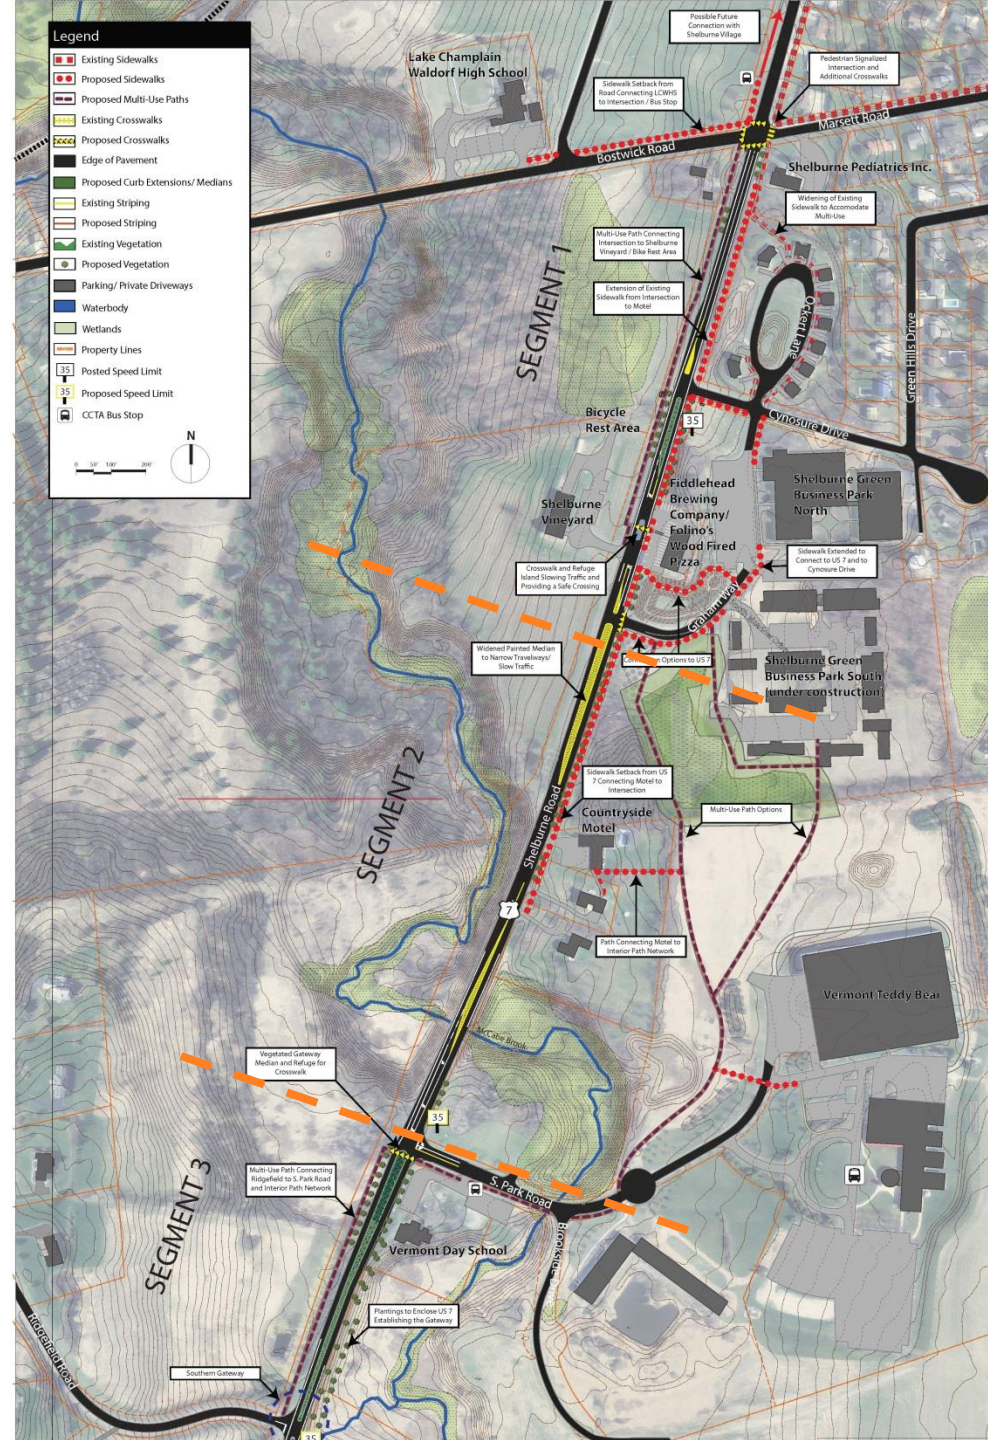 Legend
Existing Sidewalks
Proposed Sidewalks
Proposed Multi-Use Paths
Existing Crosswalks
Proposed Crosswalks
Edge of Pavement
Proposed Curb Extensions/ Medians
Existing Striping
Proposed Striping
Existing Vegetation
Proposed Vegetation
Parking/ Private Driveways
Waterbody
Wetlands
Property Lines
35 Posted Speed Limit
35 Proposed Speed Limit
CCTA Bus Stop
N
0 50' 100' 200'
Possible Future
Connection with
Shelburne Village
Lake Champlain
Waldorf High School
Sidewalk Setback from
Road Connecting LCWHS
to Intersection / Bus Stop
Pedestrian Signalized
Intersection and
Additional Crosswalks
Marsett Road
Bostwick Road
Shelburne Pediatrics Inc.
Widening of Existing
Sidewalk to Accomodate
Multi-Use
SEGMENT 1
Multi-Use Path Connecting
Intersection to Shelburne
Vineyard / Bike Rest Area
Extension of Existing
Sidewalk from Intersection
to Motel
Ockert Lane
Green Hills Drive
Bicycle
Rest Area
35
Cynosure Drive
Fiddlehead
Brewing
Company/
Folino's
Wood Fired
Pizza
Shelburne Green
Business Park
North
Shelburne
Vineyard
Crosswalk and Refuge
Island Slowing Traffic and
Providing a Safe Crossing
Sidewalk Extended to
Connect to US 7 and to
Cynosure Drive
Graham Way
Widened Painted Median
to Narrow Travelways/
Slow Traffic
Connection Options to US 7
Shelburne Green
Business Park South
(under construction)
SEGMENT 2
Sidewalk Setback from US
7 Connecting Motel to
Intersection
Shelburne Road
Countryside
Motel
Multi-Use Path Options
7
Path Connecting Motel to
Interior Path Network
Vermont Teddy Bear
McCabe Brook
Vegetated Gateway
Median and Refuge for
Crosswalk
35
SEGMENT 3
Multi-Use Path Connecting
Ridgefield to S. Park Road
and Interior Path Network
S. Park Road
Vermont Day School
Plantings to Enclose US 7
Establishing the Gateway
Ridgefield Road
Southern Gateway
35